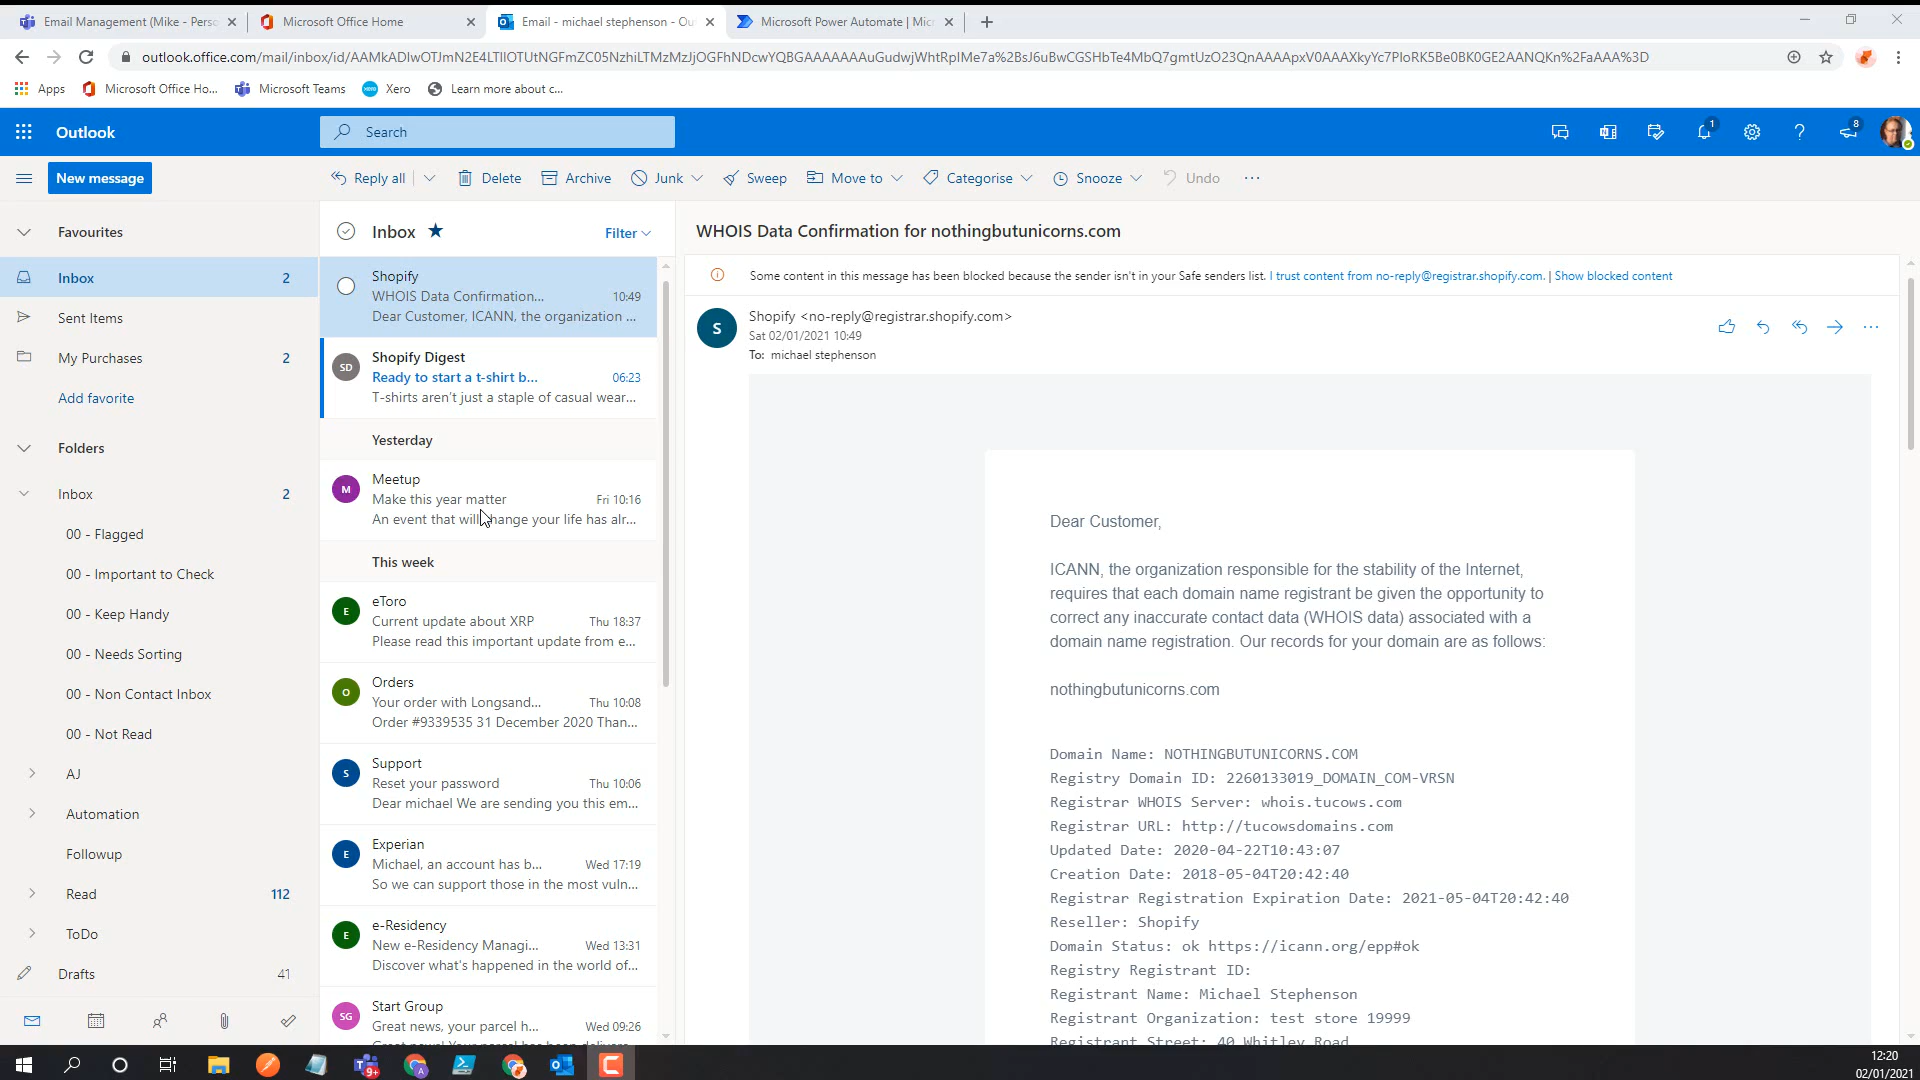 Email Management (Mike - Perso
Microsoft Office Home
Email - michael stephenson - Ou
Microsoft Power Automate | Mic
outlook.office.com/mail/inbox/id/AAMkADIwOTJmN2E4LTllOTUtNGFmZC05NzhiLTMzMzJjOGFhNDcwYQBGAAAAAAAuGudwjWhtRpIMe7a%2BsJ6uBwCGSHbTe4MbQ7gmtUzO23QnAAAApxV0AAAXkyYc7PIoRK5Be0BK0GE2AANQKn%2FaAAA%3D
Apps
Microsoft Office Ho...
Microsoft Teams
Xero
Learn more about c...
Outlook
Search
1
8
New message
Reply all
Delete
Archive
Junk
Sweep
Move to
Categorise
Snooze
Undo
Favourites
Inbox 2
Sent Items
My Purchases 2
Add favorite
Folders
Inbox 2
00 - Flagged
00 - Important to Check
00 - Keep Handy
00 - Needs Sorting
00 - Non Contact Inbox
00 - Not Read
AJ
Automation
Followup
Read 112
ToDo
Drafts 41
Inbox
Filter
Shopify
WHOIS Data Confirmation... 10:49
Dear Customer, ICANN, the organization ...
SD
Shopify Digest
Ready to start a t-shirt b... 06:23
T-shirts aren't just a staple of casual wear...
Yesterday
M
Meetup
Make this year matter Fri 10:16
An event that will change your life has alr...
This week
E
eToro
Current update about XRP Thu 18:37
Please read this important update from e...
O
Orders
Your order with Longsand... Thu 10:08
Order #9339535 31 December 2020 Than...
S
Support
Reset your password Thu 10:06
Dear michael We are sending you this em...
E
Experian
Michael, an account has b... Wed 17:19
So we can support those in the most vuln...
E
e-Residency
New e-Residency Managi... Wed 13:31
Discover what's happened in the world of...
SG
Start Group
Great news, your parcel h... Wed 09:26
WHOIS Data Confirmation for nothingbutunicorns.com
Some content in this message has been blocked because the sender isn't in your Safe senders list. I trust content from no-reply@registrar.shopify.com. | Show blocked content
S
Shopify <no-reply@registrar.shopify.com>
Sat 02/01/2021 10:49
To: michael stephenson
Dear Customer,
ICANN, the organization responsible for the stability of the Internet,
requires that each domain name registrant be given the opportunity to
correct any inaccurate contact data (WHOIS data) associated with a
domain name registration. Our records for your domain are as follows:
nothingbutunicorns.com
Domain Name: NOTHINGBUTUNICORNS.COM
Registry Domain ID: 2260133019_DOMAIN_COM-VRSN
Registrar WHOIS Server: whois.tucows.com
Registrar URL: http://tucowsdomains.com
Updated Date: 2020-04-22T10:43:07
Creation Date: 2018-05-04T20:42:40
Registrar Registration Expiration Date: 2021-05-04T20:42:40
Reseller: Shopify
Domain Status: ok https://icann.org/epp#ok
Registry Registrant ID:
Registrant Name: Michael Stephenson
Registrant Organization: test store 19999
Registrant Street: 40 Whitley Road
9+
12:20
02/01/2021